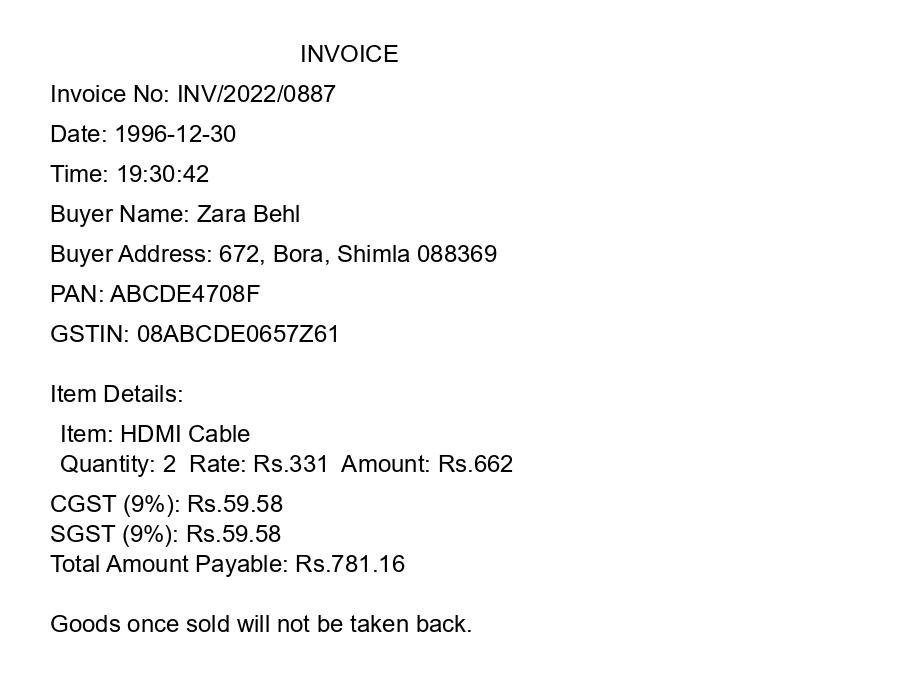 INVOICE
Invoice No: INV/2022/0887
Date: 1996-12-30
Time: 19:30:42
Buyer Name: Zara Behl
Buyer Address: 672, Bora, Shimla 088369
PAN: ABCDE4708F
GSTIN: 08ABCDE0657Z61
Item Details:
Item: HDMI Cable
Quantity: 2  Rate: Rs.331  Amount: Rs.662
CGST (9%): Rs.59.58
SGST (9%): Rs.59.58
Total Amount Payable: Rs.781.16
Goods once sold will not be taken back.